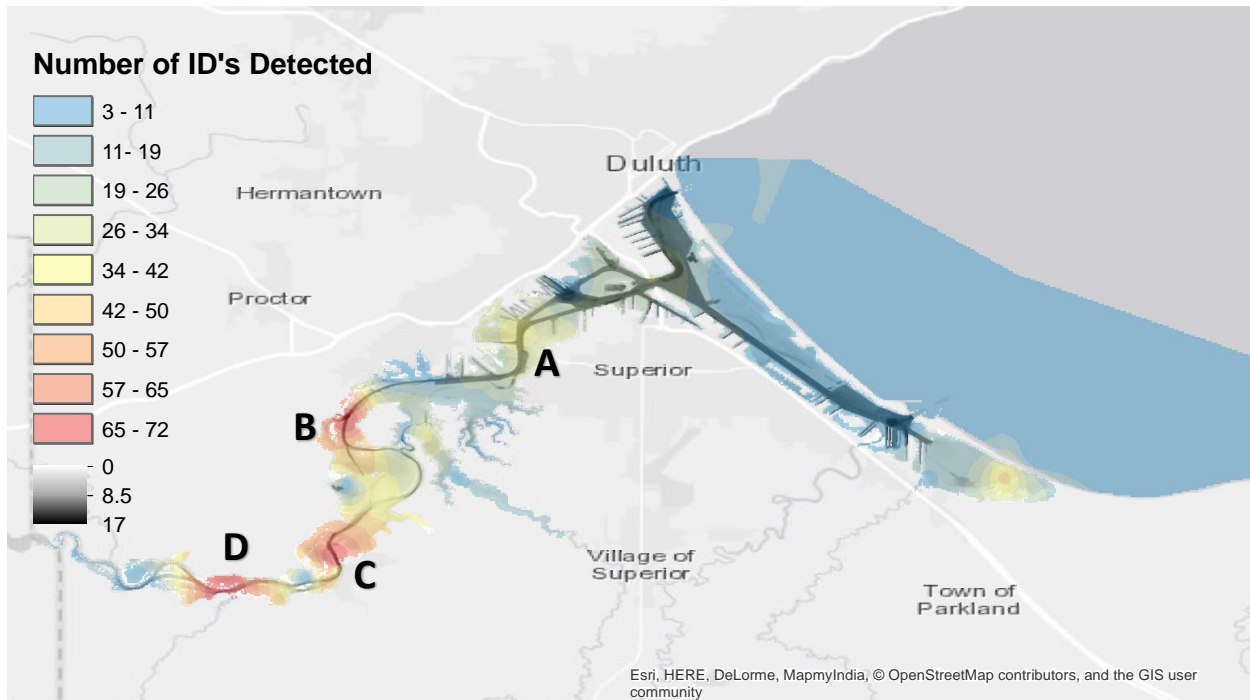 Number of ID's Detected
3 - 11
11- 19
19 - 26
26 - 34
34 - 42
42 - 50
50 - 57
57 - 65
65 - 72
0
8.5
17
Duluth
Hermantown
Proctor
Superior
A
B
C
D
Village of
Superior
Town of
Parkland
Esri, HERE, DeLorme, MapmyIndia, © OpenStreetMap contributors, and the GIS user
community